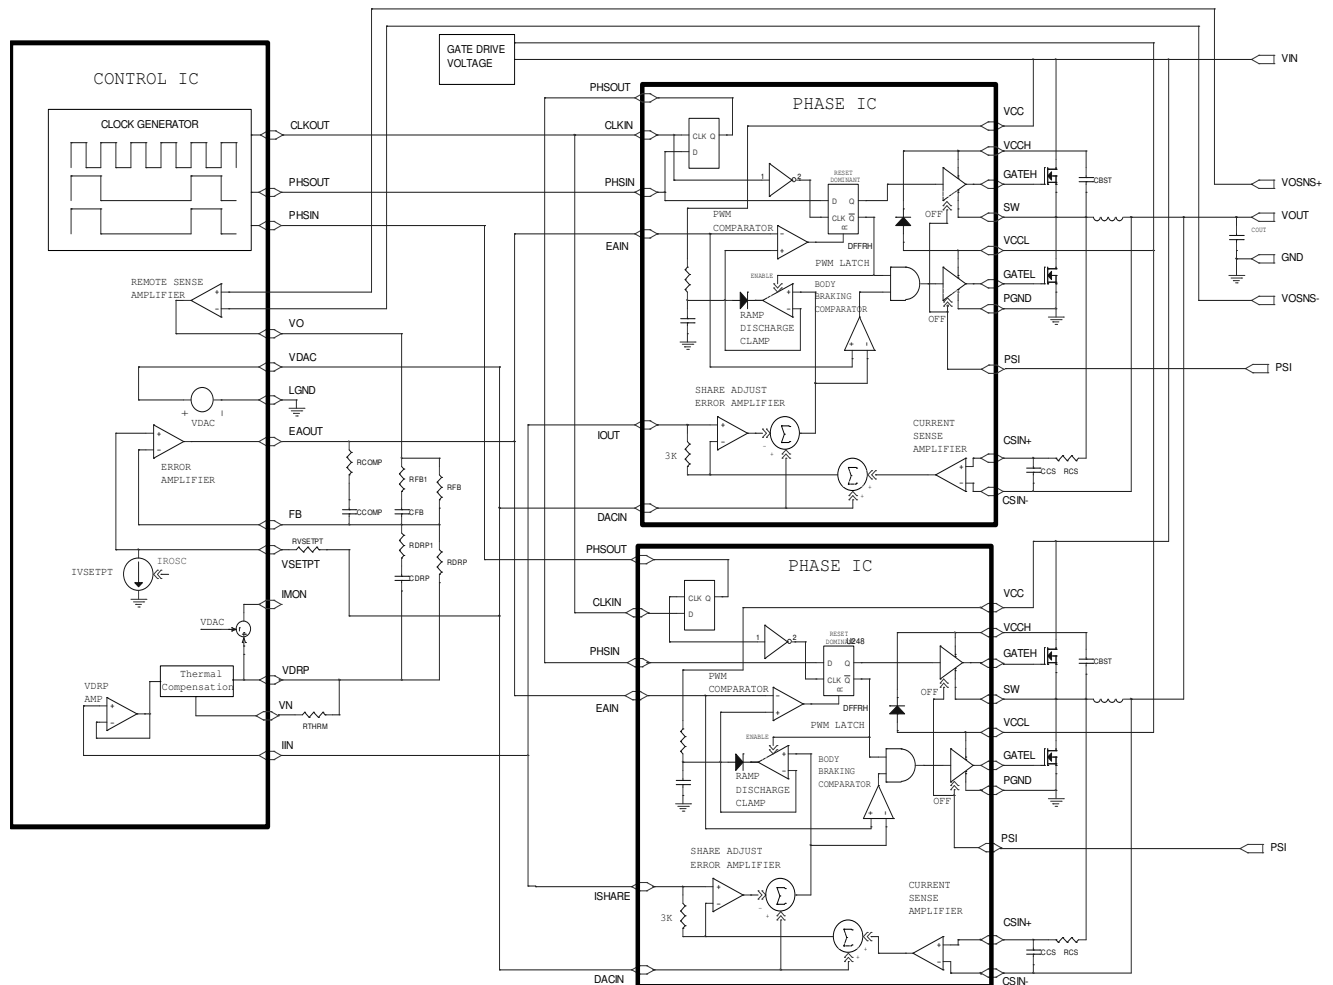 GATE DRIVE
VOLTAGE
VIN
CONTROL IC
CLOCK GENERATOR
CLKOUT
PHSOUT
PHSIN
REMOTE SENSE
AMPLIFIER
VO
VDAC
LGND
+
VDAC
EAOUT
+
−
ERROR
AMPLIFIER
RCOMP
RFB1
RFB
CCOMP
CFB
FB
RVSETPT
RDRP1
RDRP
VSETPT
CDRP
IROSC
IVSETPT
IMON
VDAC
VDRP
Thermal
Compensation
VDRP
AMP
VN
RTHRM
IIN
PHSOUT
PHASE IC
VCC
CLKIN
CLK Q
D
VCCH
RESET
DOMINANT
1 2
PHSIN
GATEH
CBST
VOSNS+
D Q
CLK Q
R
OFF
SW
VOUT
PWM
COMPARATOR
DFFRH
COUT
EAIN
VCCL
GND
PWM LATCH
ENABLE
BODY
BRAKING
COMPARATOR
GATEL
PGND
VOSNS-
RAMP
DISCHARGE
CLAMP
OFF
PSI
PSI
SHARE ADJUST
ERROR AMPLIFIER
IOUT
3K
CURRENT
SENSE
AMPLIFIER
CSIN+
CCS RCS
CSIN-
DACIN
PHSOUT
PHASE IC
VCC
CLK Q
D
CLKIN
VCCH
RESET
DOMINANT
U248
1 2
PHSIN
GATEH
CBST
D Q
CLK Q
R
OFF
SW
PWM
COMPARATOR
DFFRH
EAIN
VCCL
PWM LATCH
ENABLE
BODY
BRAKING
COMPARATOR
GATEL
PGND
RAMP
DISCHARGE
CLAMP
OFF
PSI
PSI
SHARE ADJUST
ERROR AMPLIFIER
ISHARE
3K
CURRENT
SENSE
AMPLIFIER
CSIN+
CCS RCS
CSIN-
DACIN